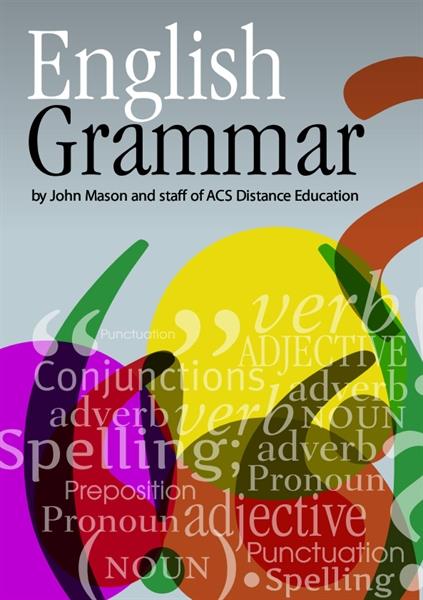 English
Grammar
by John Mason and staff of ACS Distance Education
verb
“ Punctuation ”
ADJECTIVE
Conjunctions
adverb
adverb verb NOUN
Spelling; adverb
Preposition Pronoun
Pronoun adjective
(NOUN) Punctuation
• Spelling